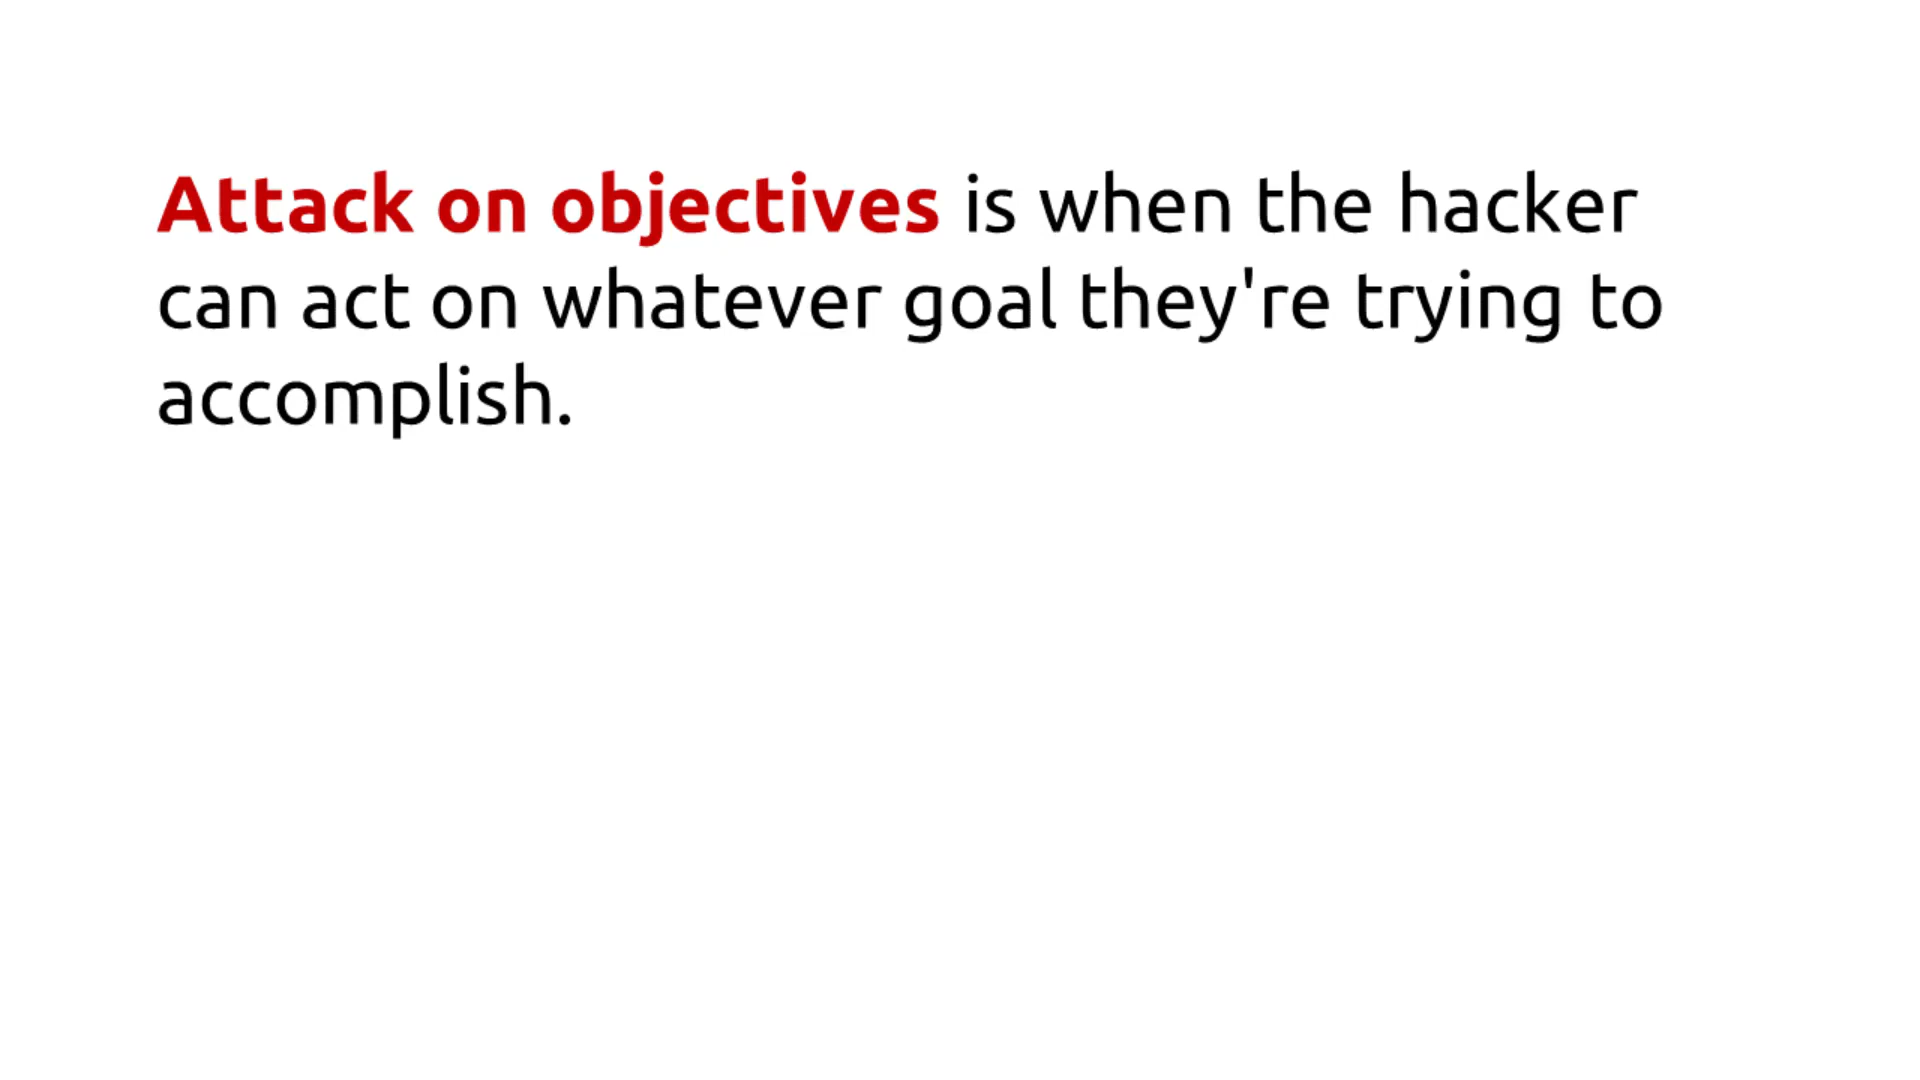 Attack on objectives is when the hacker
can act on whatever goal they're trying to
accomplish.